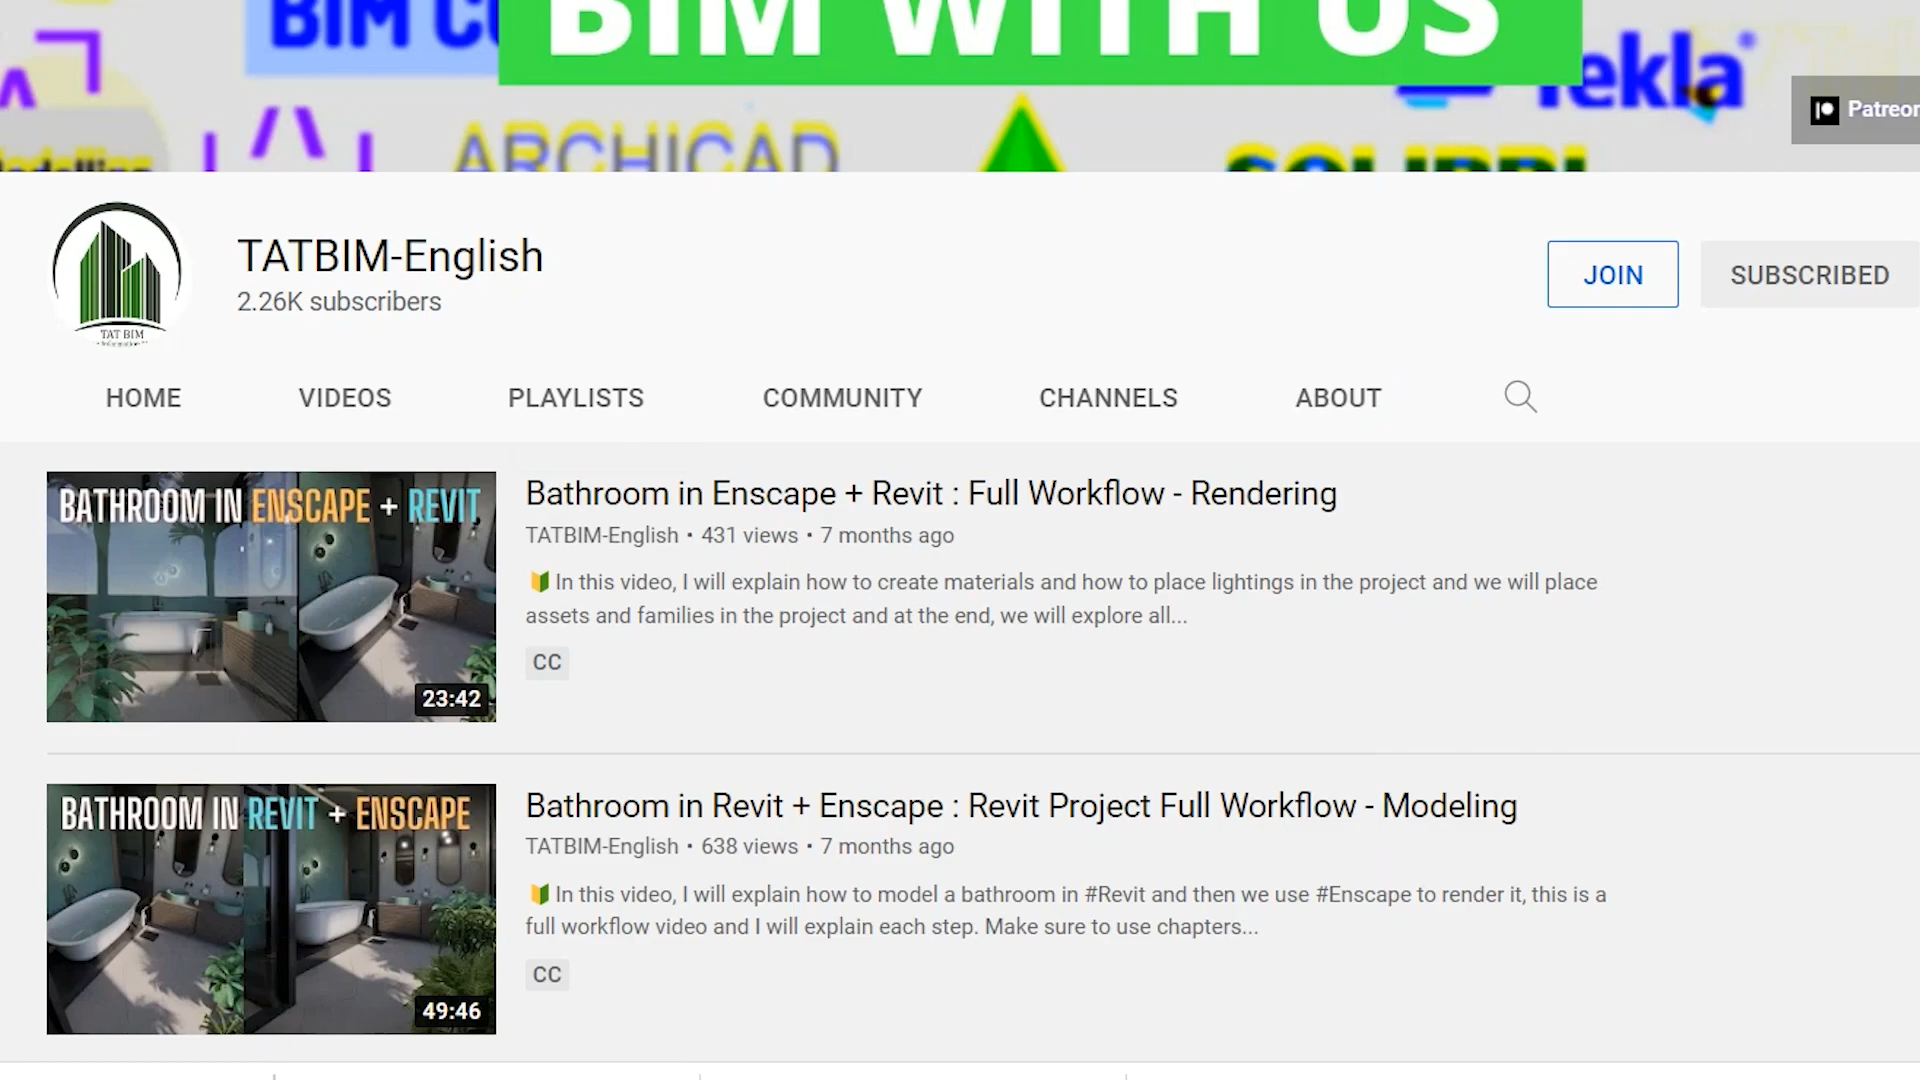 BIM WITH US
BIM
ekla
ARCHICAD
SOLIBRI
TAT BIM
TATBIM-English
2.26K subscribers
JOIN
SUBSCRIBED
HOME
VIDEOS
PLAYLISTS
COMMUNITY
CHANNELS
ABOUT
BATHROOM IN ENSCAPE + REVIT
23:42
Bathroom in Enscape + Revit : Full Workflow - Rendering
TATBIM-English • 431 views • 7 months ago
In this video, I will explain how to create materials and how to place lightings in the project and we will place
assets and families in the project and at the end, we will explore all...
CC
BATHROOM IN REVIT + ENSCAPE
49:46
Bathroom in Revit + Enscape : Revit Project Full Workflow - Modeling
TATBIM-English • 638 views • 7 months ago
In this video, I will explain how to model a bathroom in #Revit and then we use #Enscape to render it, this is a
full workflow video and I will explain each step. Make sure to use chapters...
CC